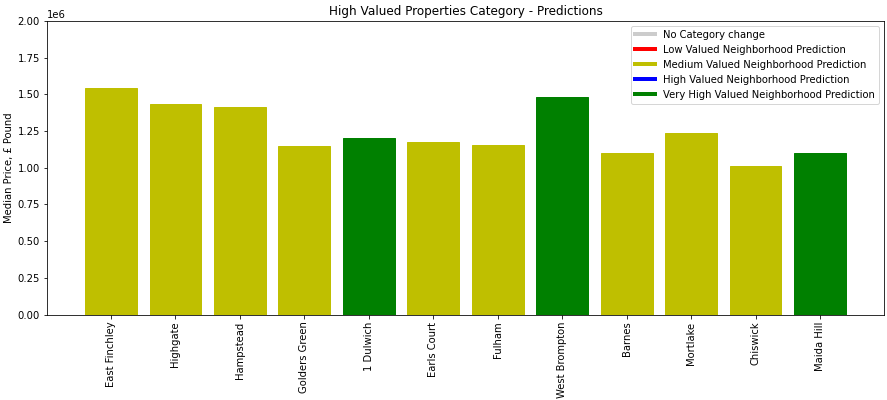 High Valued Properties Category - Predictions
1e6
No Category change
Low Valued Neighborhood Prediction
Medium Valued Neighborhood Prediction
High Valued Neighborhood Prediction
Very High Valued Neighborhood Prediction
Median Price, £ Pound
2.00
1.75
1.50
1.25
1.00
0.75
0.50
0.25
0.00
East Finchley
Highgate
Hampstead
Golders Green
1 Dulwich
Earls Court
Fulham
West Brompton
Barnes
Mortlake
Chiswick
Maida Hill